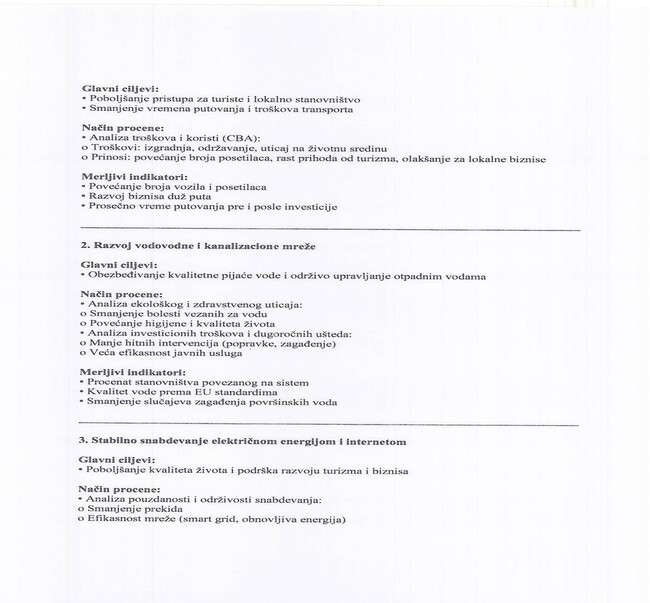 Glavni ciljevi:
• Poboljšanje pristupa za turiste i lokalno stanovništvo
• Smanjenje vremena putovanja i troškova transporta
Način procene:
• Analiza troškova i koristi (CBA):
o Troškovi: izgradnja, održavanje, uticaj na životnu sredinu
o Prinosi: povećanje broja posetilaca, rast prihoda od turizma, olakšanje za lokalne biznise
Merljivi indikatori:
• Povećanje broja vozila i posetilaca
• Razvoj biznisa duž puta
• Prosečno vreme putovanja pre i posle investicije
2. Razvoj vodovodne i kanalizacione mreže
Glavni ciljevi:
• Obezbeđivanje kvalitetne pijaće vode i održivo upravljanje otpadnim vodama
Način procene:
• Analiza ekološkog i zdravstvenog uticaja:
o Smanjenje bolesti vezanih za vodu
o Povećanje higijene i kvaliteta života
• Analiza investicionih troškova i dugoročnih ušteda:
o Manje hitnih intervencija (popravke, zagađenje)
o Veća efikasnost javnih usluga
Merljivi indikatori:
• Procenat stanovništva povezanog na sistem
• Kvalitet vode prema EU standardima
• Smanjenje slučajeva zagađenja površinskih voda
3. Stabilno snabdevanje električnom energijom i internetom
Glavni ciljevi:
• Poboljšanje kvaliteta života i podrška razvoju turizma i biznisa
Način procene:
• Analiza pouzdanosti i održivosti snabdevanja:
o Smanjenje prekida
o Efikasnost mreže (smart grid, obnovljiva energija)